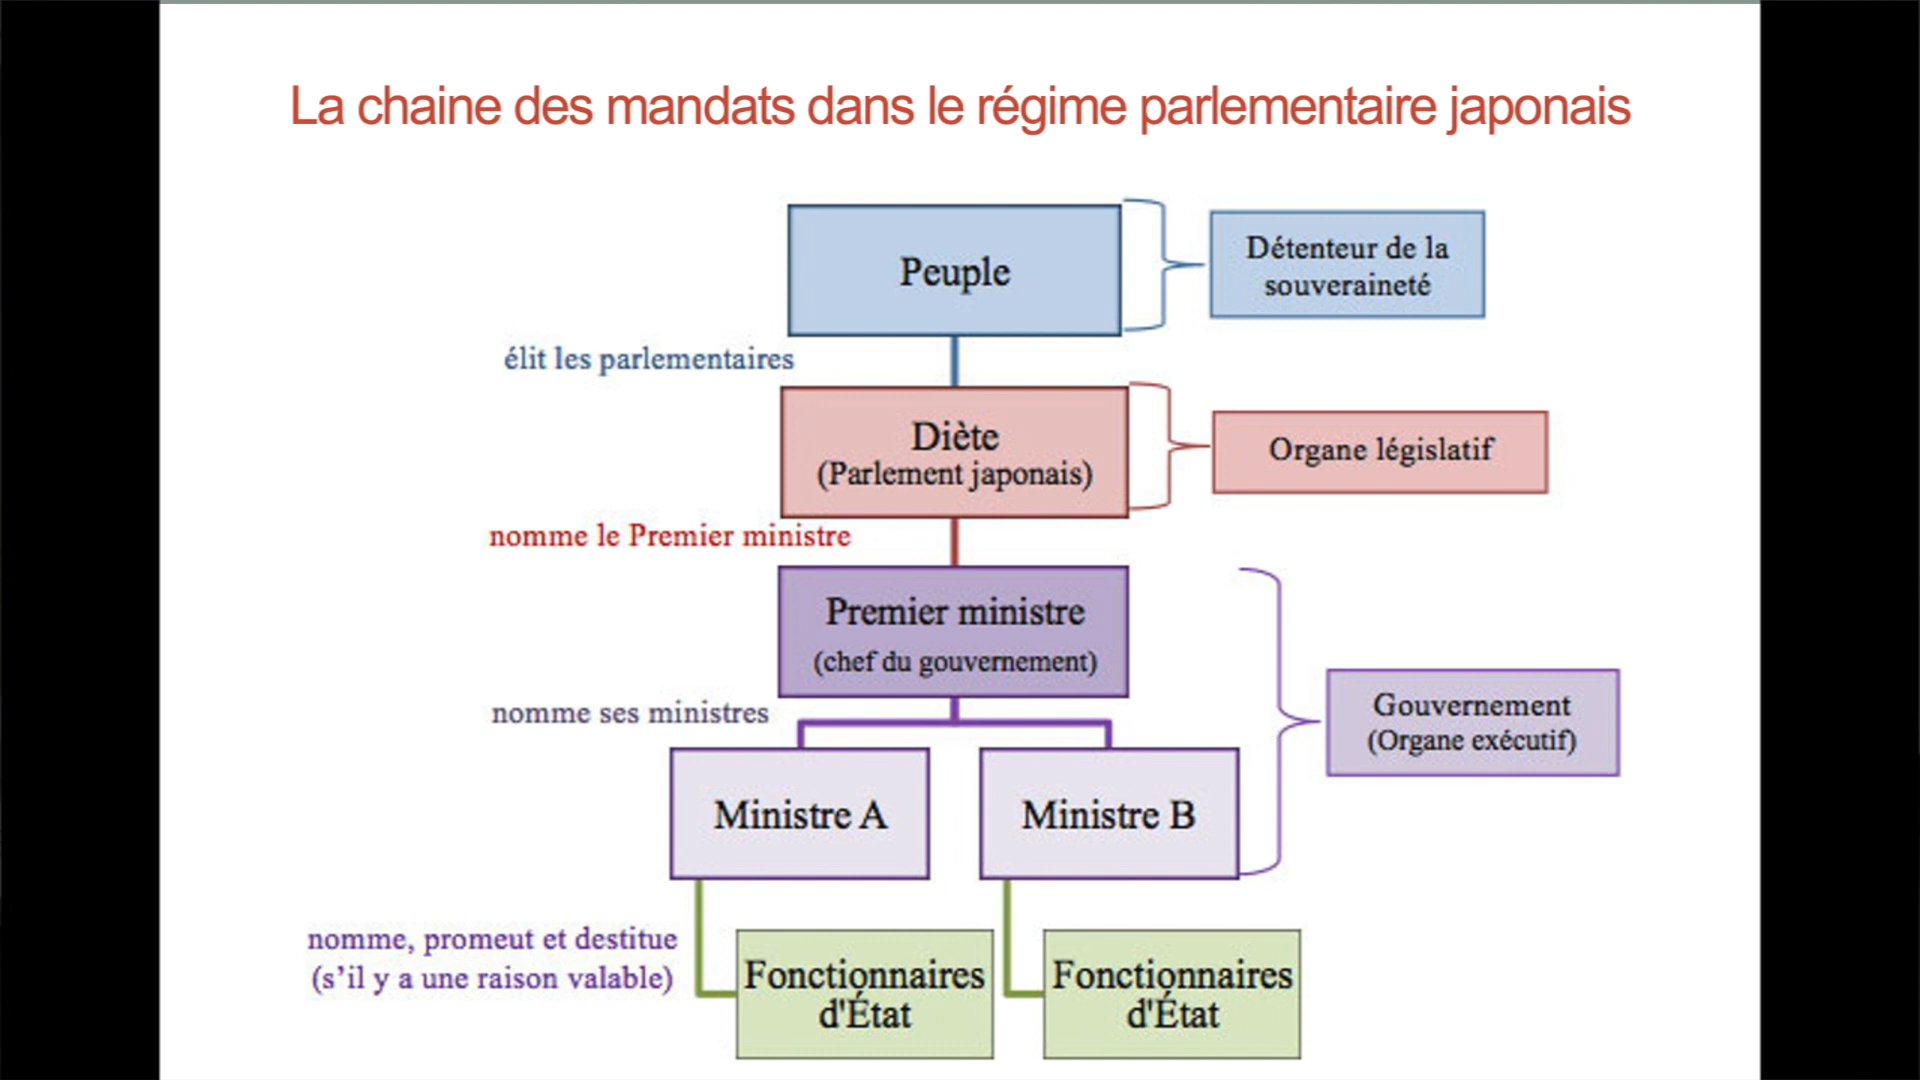 La chaine des mandats dans le régime parlementaire japonais
Peuple
Détenteur de la
souveraineté
élit les parlementaires
Diète
(Parlement japonais)
Organe législatif
nomme le Premier ministre
Premier ministre
(chef du gouvernement)
nomme ses ministres
Gouvernement
(Organe exécutif)
Ministre A
Ministre B
nomme, promeut et destitue
(s’il y a une raison valable)
Fonctionnaires
d'État
Fonctionnaires
d'État